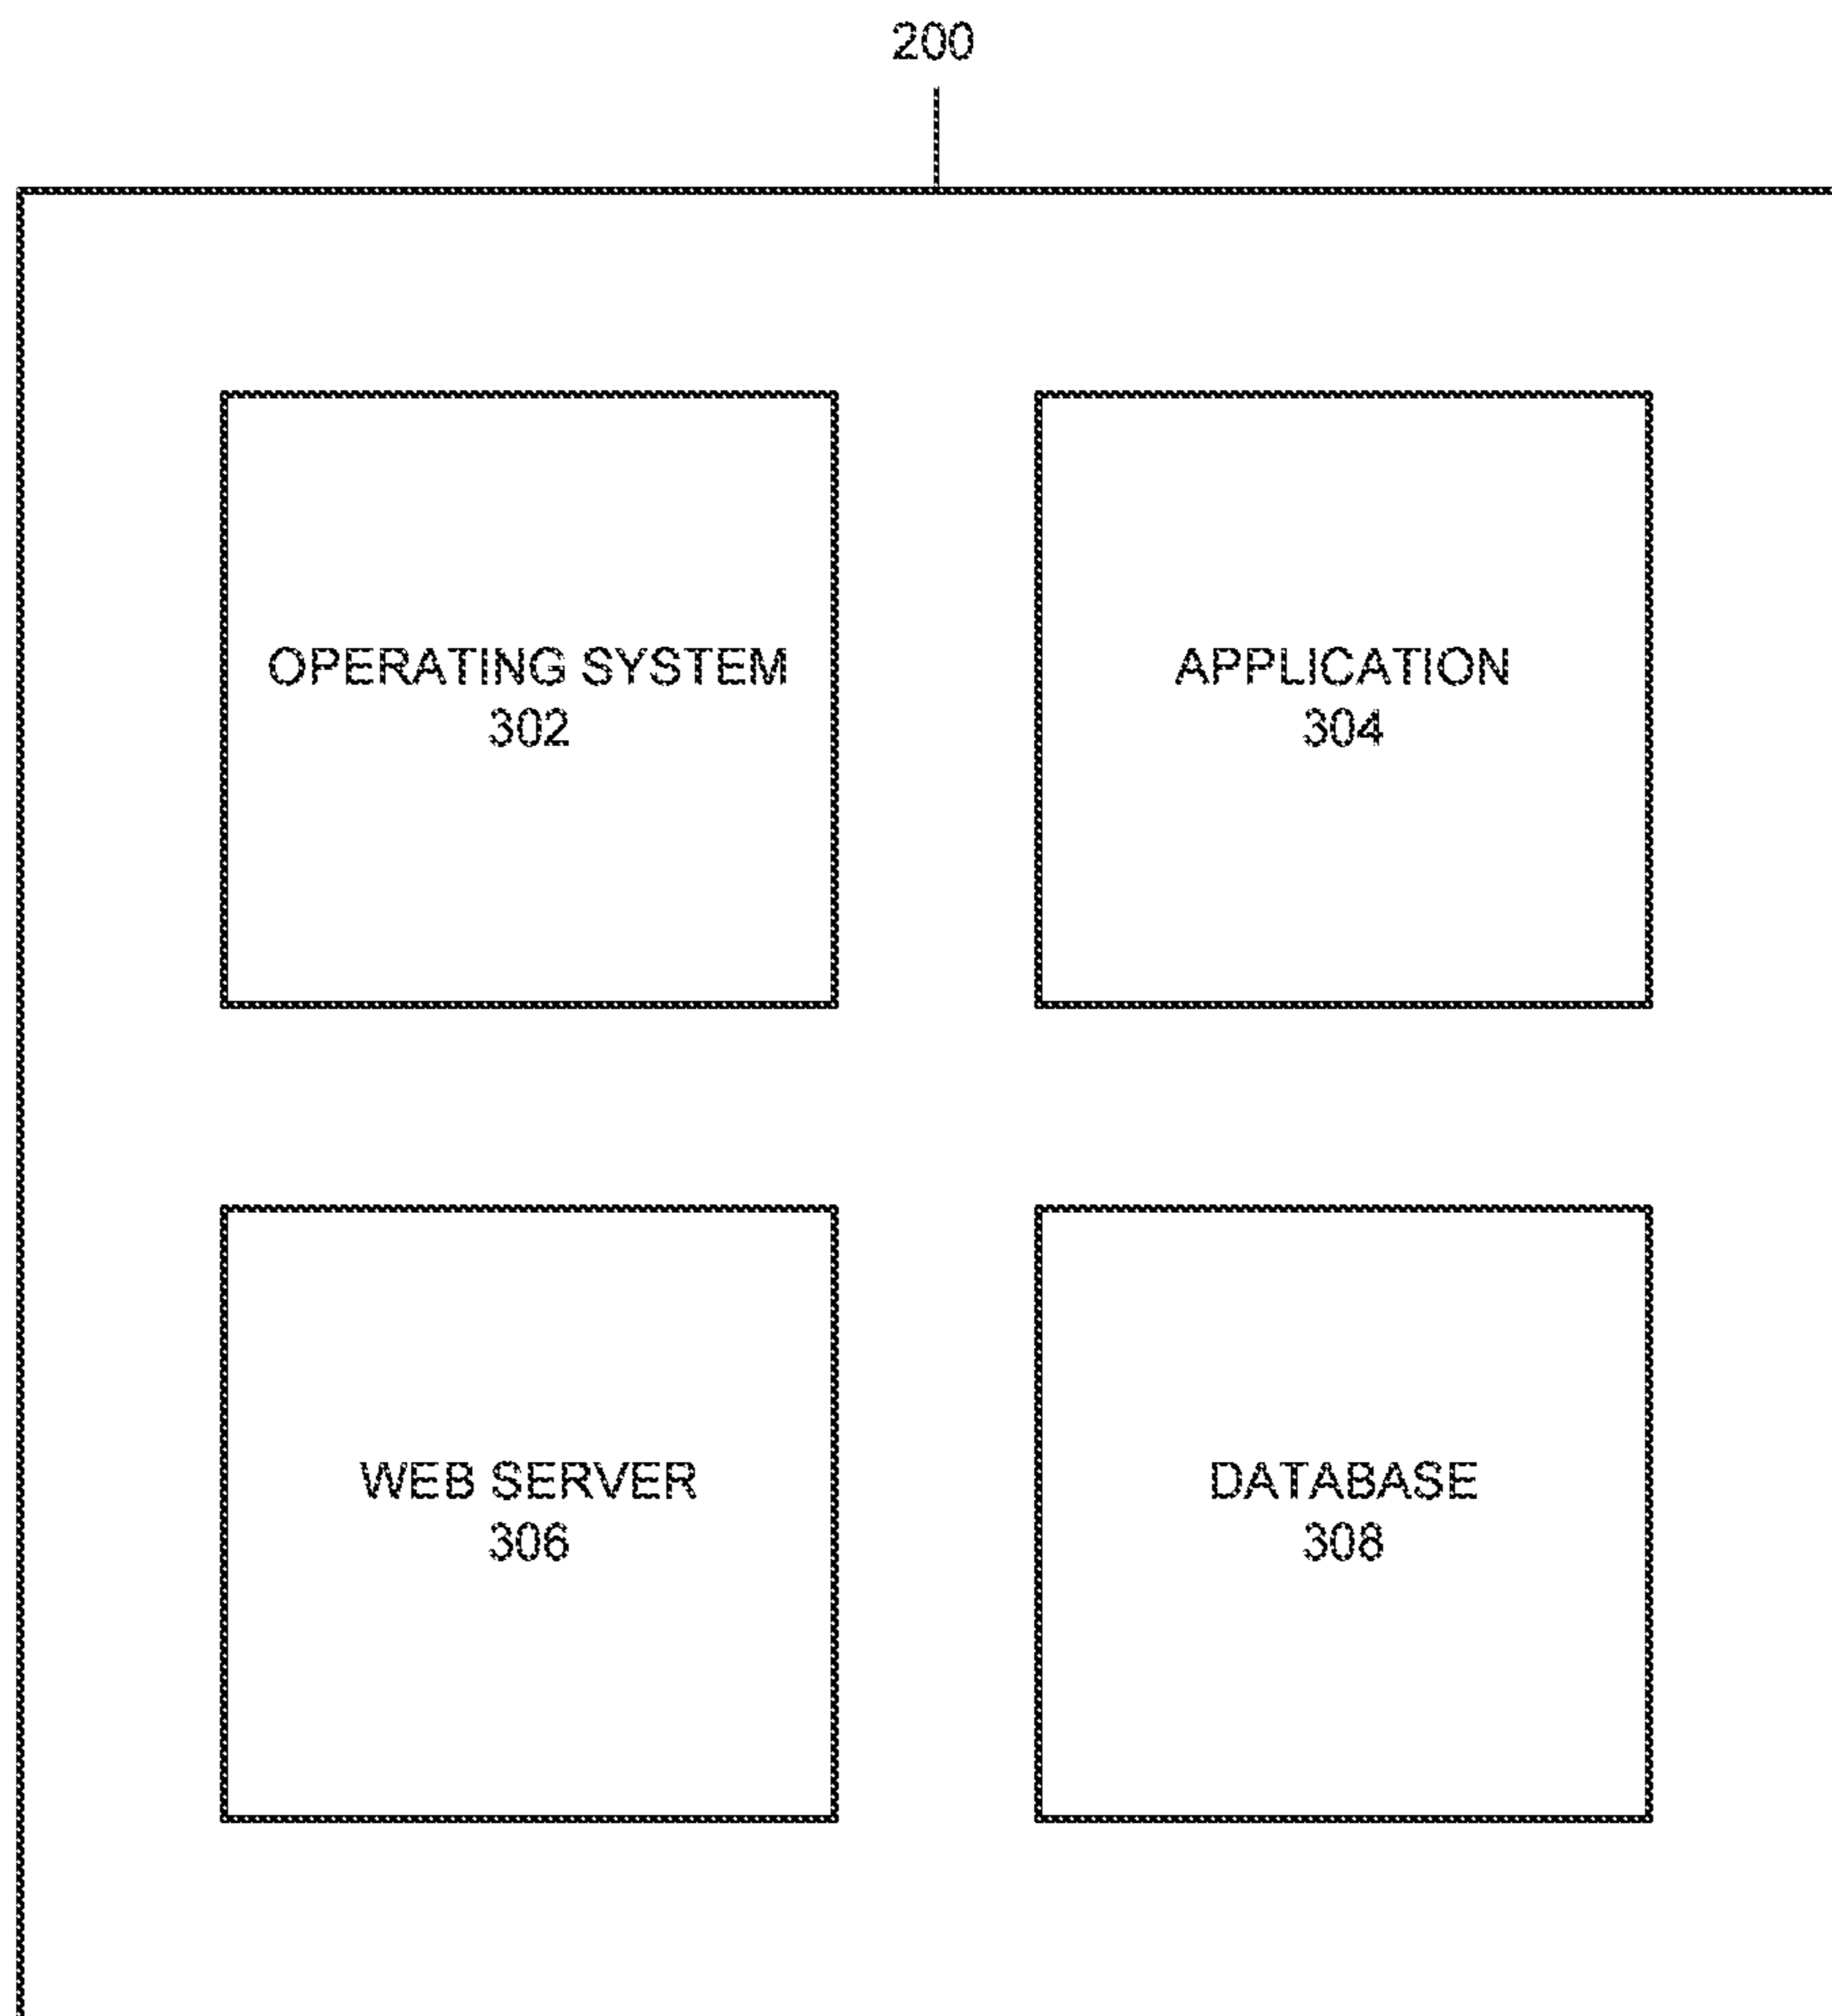 200
OPERATING SYSTEM
302
APPLICATION
304
WEB SERVER
306
DATABASE
308